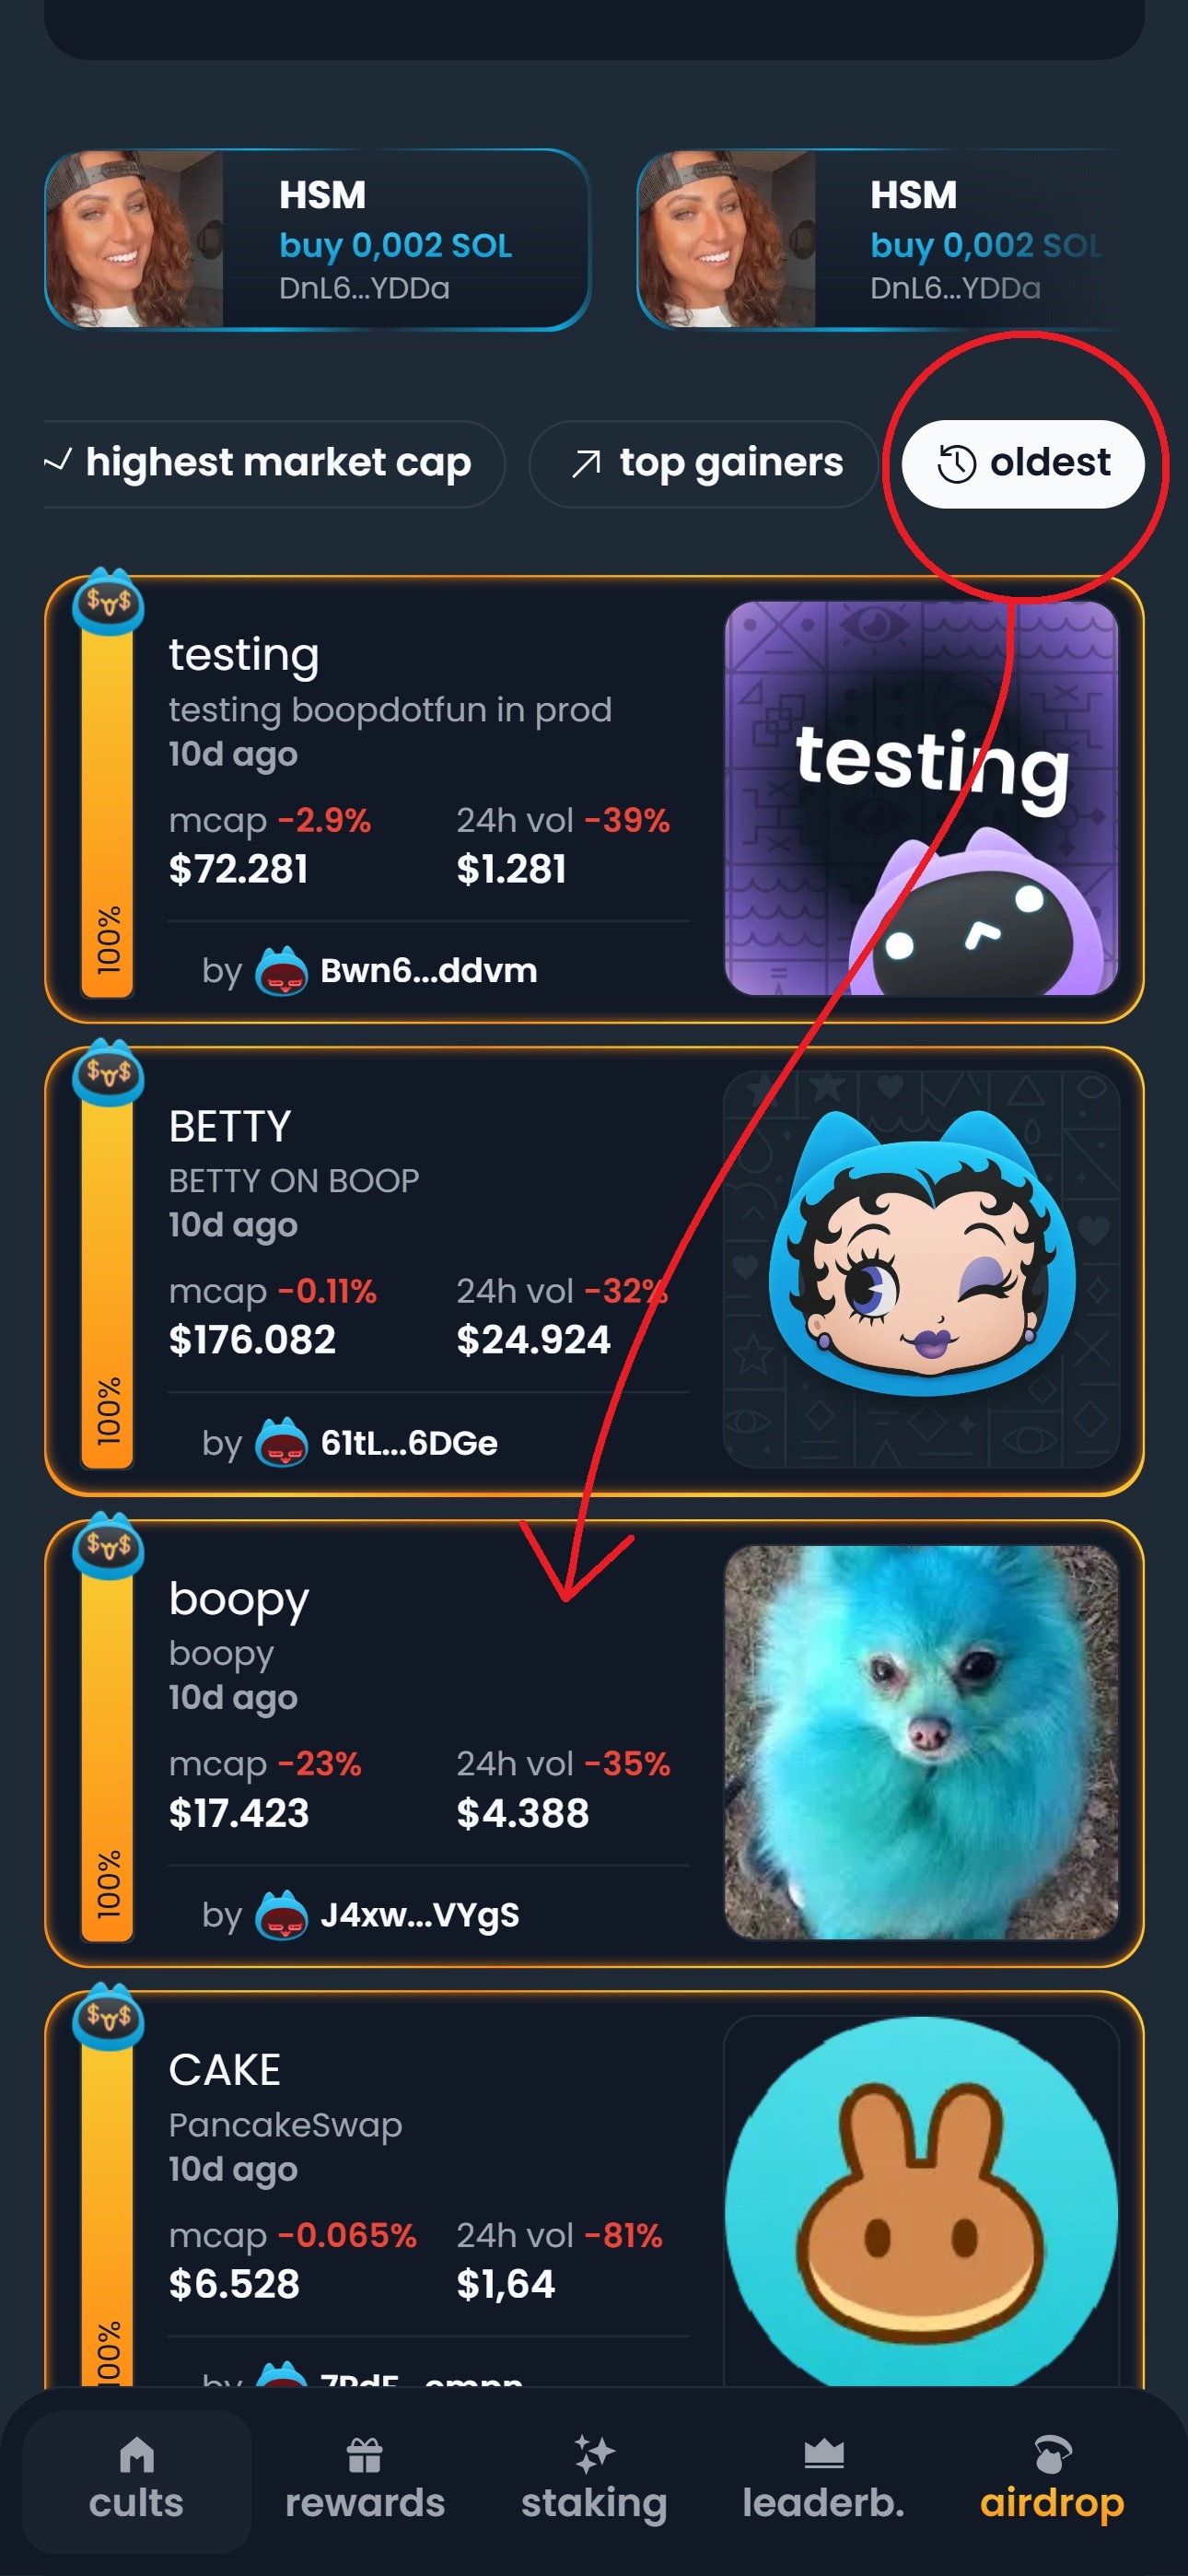 HSM
buy 0,002 SOL
DnL6...YDDa
HSM
buy 0,002 SOL
DnL6...YDDa
highest market cap
top gainers
oldest
testing
testing boopdotfun in prod
10d ago
mcap -2.9%
24h vol -39%
$72.281
$1.281
100%
by Bwn6...ddvm
testing
BETTY
BETTY ON BOOP
10d ago
mcap -0.11%
24h vol -32%
$176.082
$24.924
100%
by 61tL...6DGe
boopy
boopy
10d ago
mcap -23%
24h vol -35%
$17.423
$4.388
100%
by J4xw...VYgS
CAKE
PancakeSwap
10d ago
mcap -0.065%
24h vol -81%
$6.528
$1,64
100%
by
cults
rewards
staking
leaderb.
airdrop